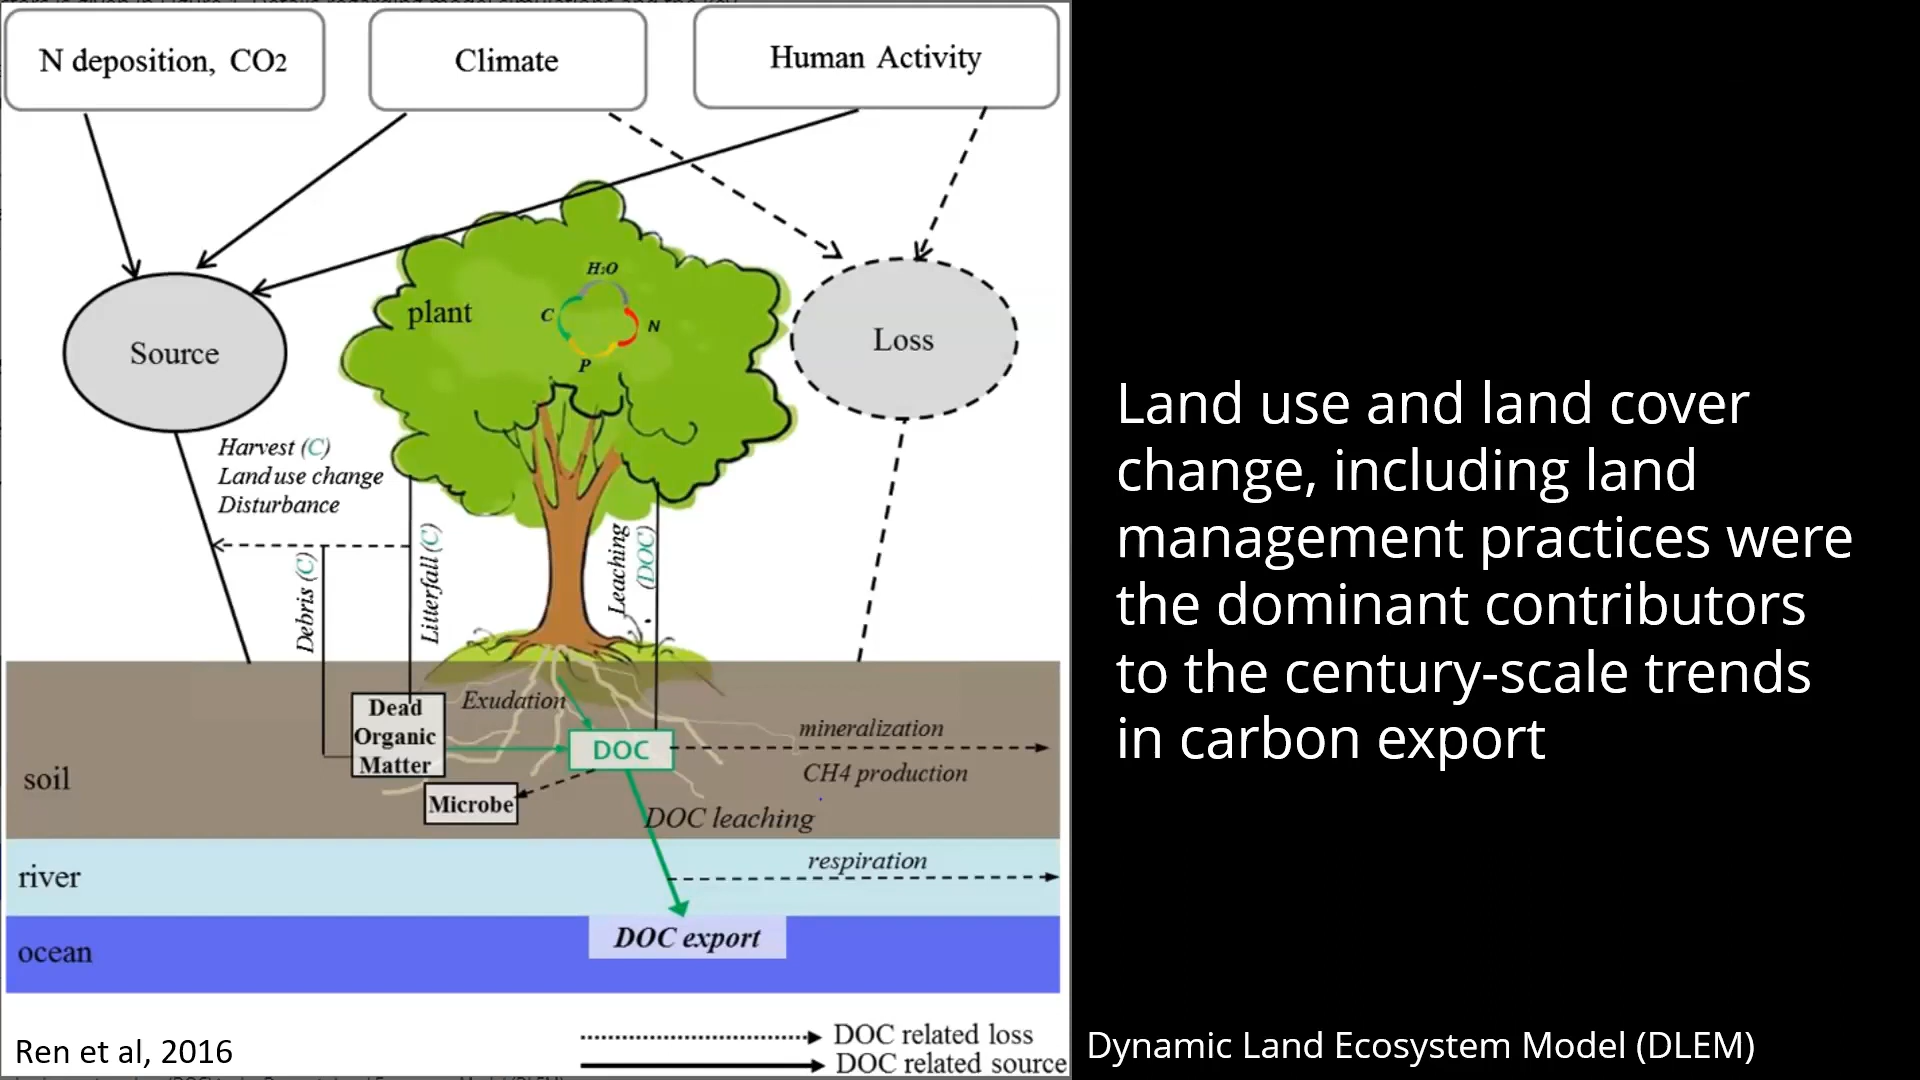 N deposition, CO2
Climate
Human Activity
H2O
C
N
P
plant
Source
Loss
Harvest (C)
Land use change
Disturbance
Debris (C)
Litterfall (C)
Leaching
(DOC)
Dead
Organic
Matter
Exudation
DOC
Microbe
mineralization
CH4 production
DOC leaching
soil
river
respiration
ocean
DOC export
Ren et al, 2016
DOC related loss
DOC related source
Land use and land cover
change, including land
management practices were
the dominant contributors
to the century-scale trends
in carbon export
Dynamic Land Ecosystem Model (DLEM)